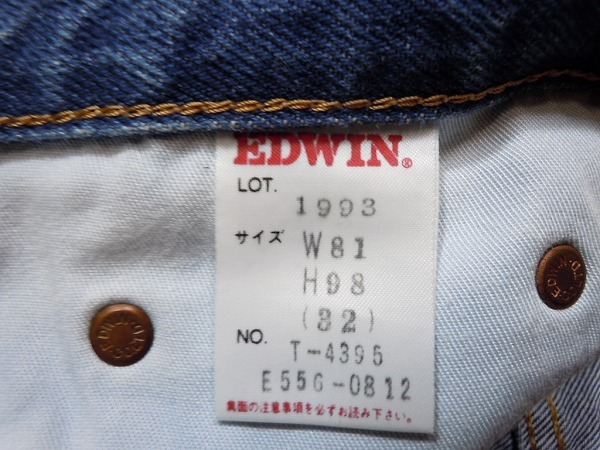 EDWIN®
LOT. 1993
サイズ W81
H98
(32)
NO. T-4395
E556-0812
裏面の注意事項を必ずお読み下さい。